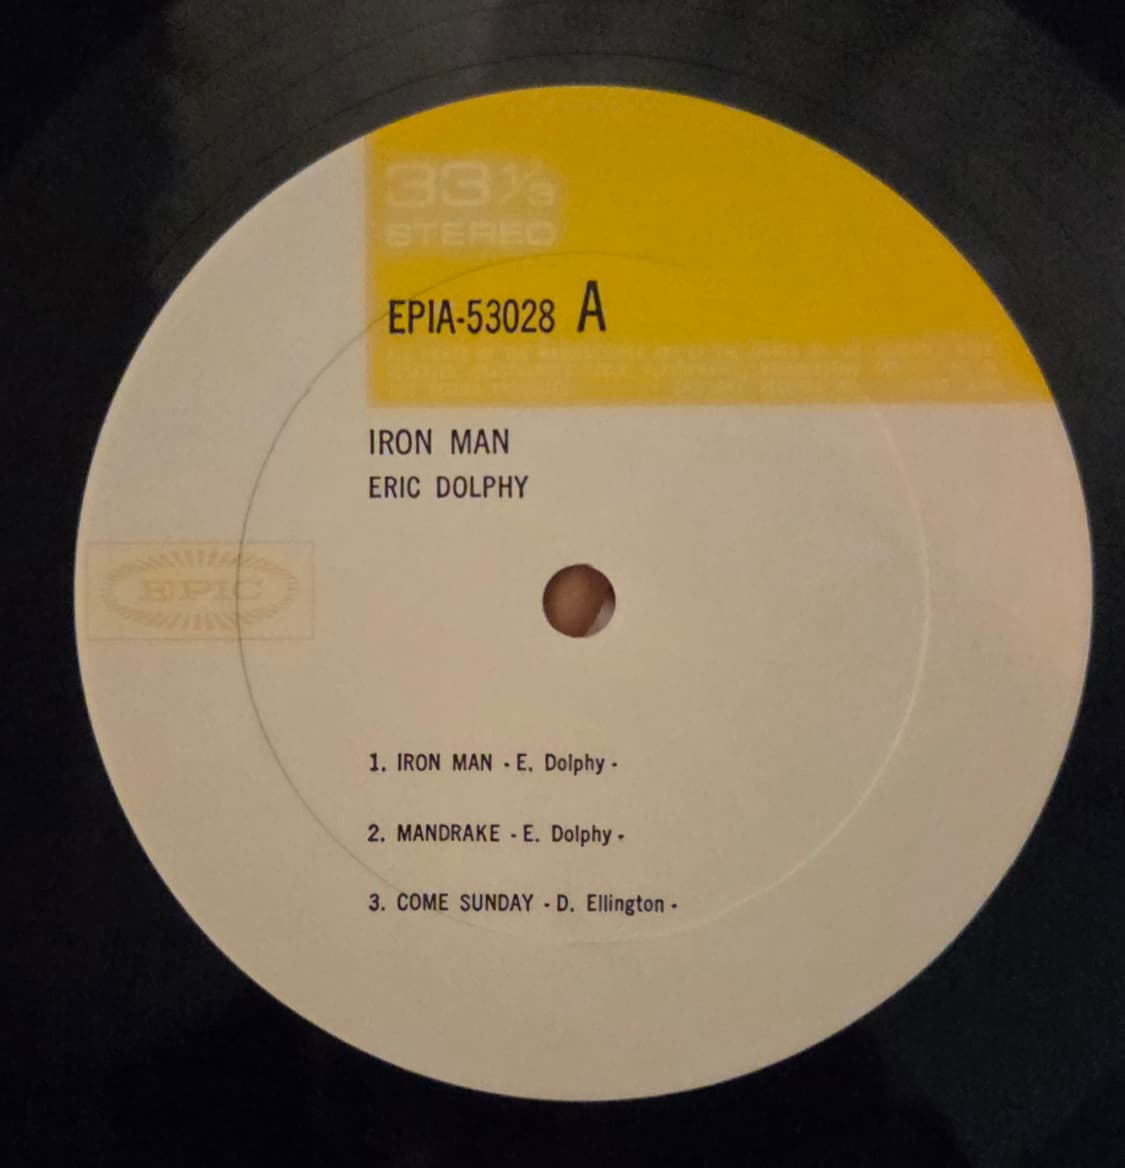 33⅓
STEREO
EPIA-53028 A
IRON MAN
ERIC DOLPHY
EPIC
1. IRON MAN - E. Dolphy -
2. MANDRAKE - E. Dolphy -
3. COME SUNDAY - D. Ellington -